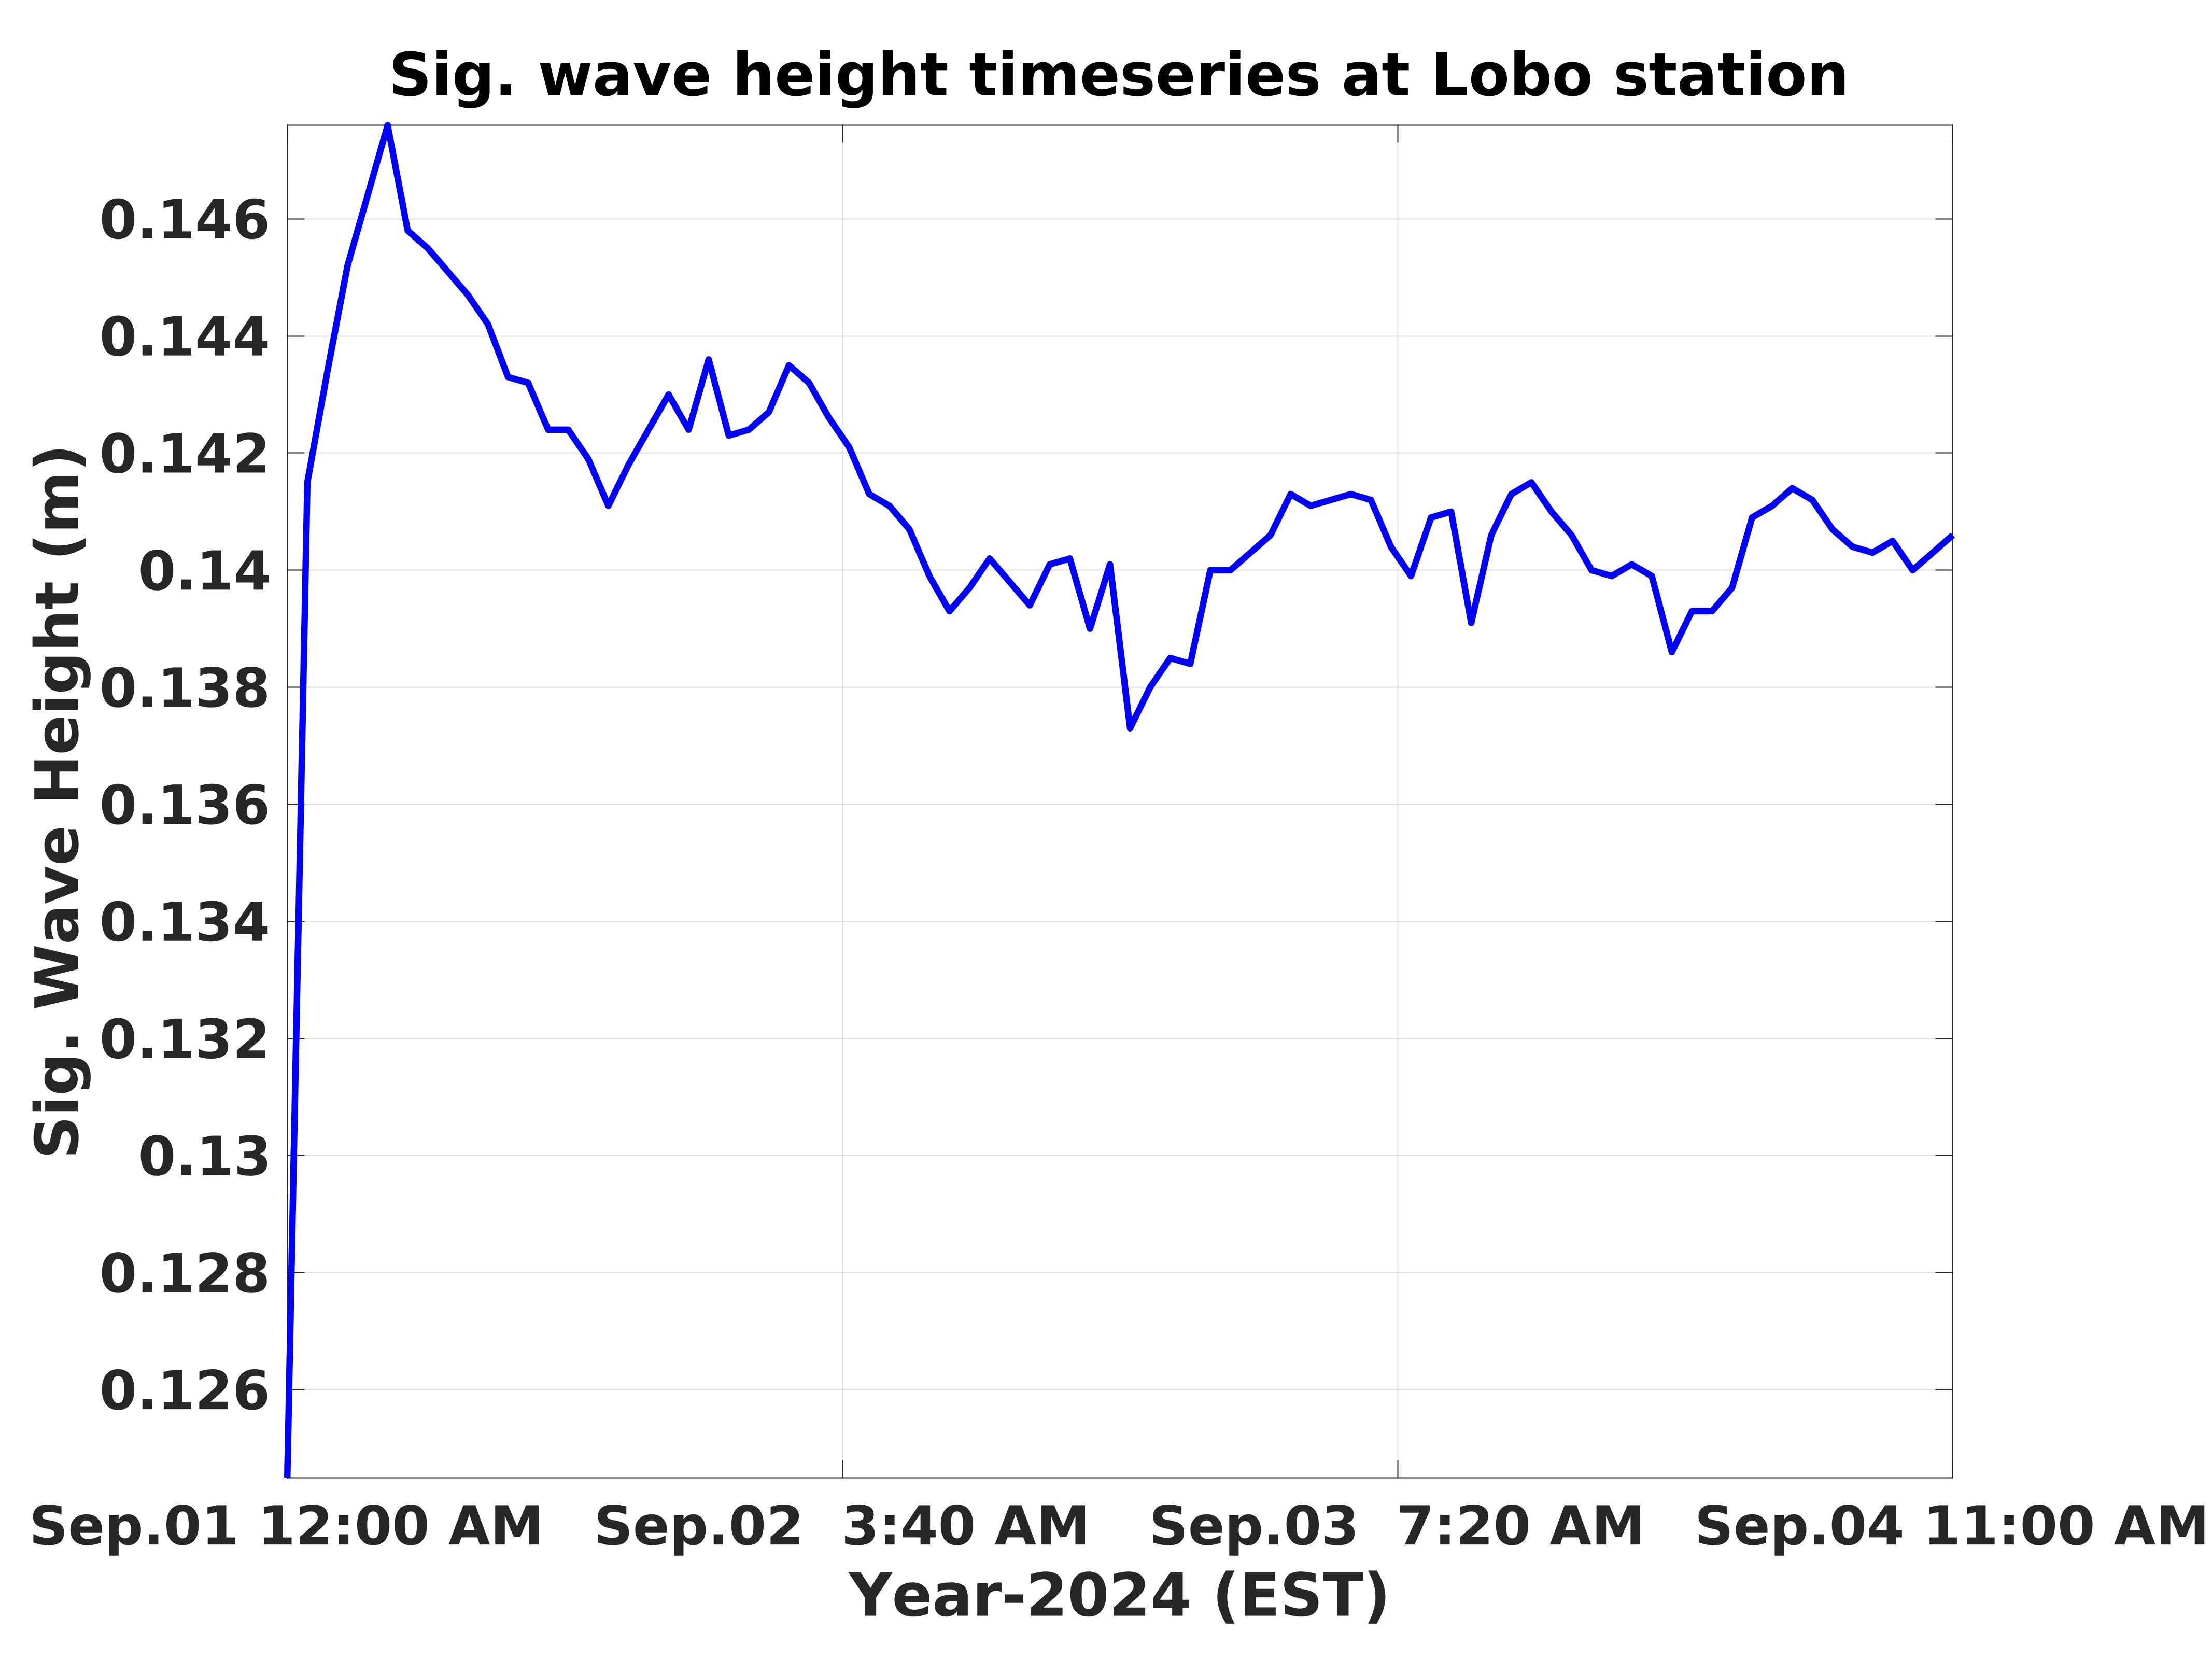 Sig. wave height timeseries at Lobo station
Sig. Wave Height (m)
0.146
0.144
0.142
0.14
0.138
0.136
0.134
0.132
0.13
0.128
0.126
Sep.01 12:00 AM Sep.02 3:40 AM Sep.03 7:20 AM Sep.04 11:00 AM
Year-2024 (EST)